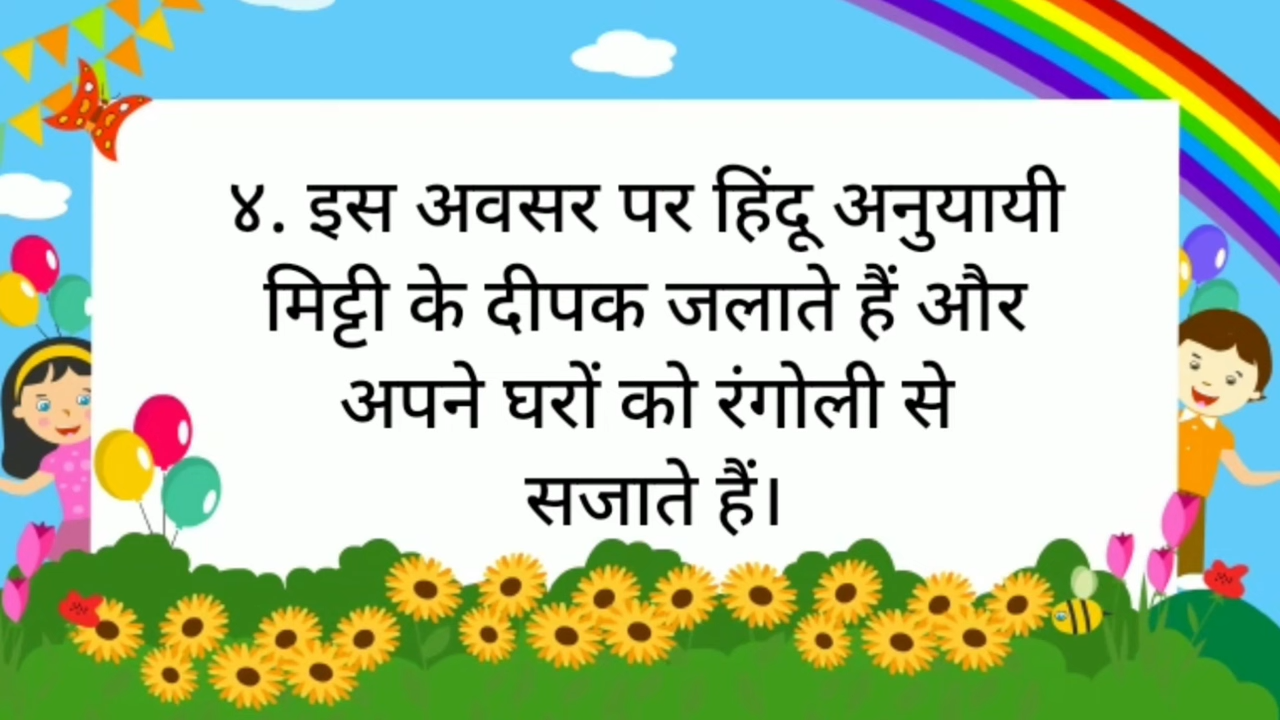 ४. इस अवसर पर हिंदू अनुयायी
मिट्टी के दीपक जलाते हैं और
अपने घरों को रंगोली से
सजाते हैं।